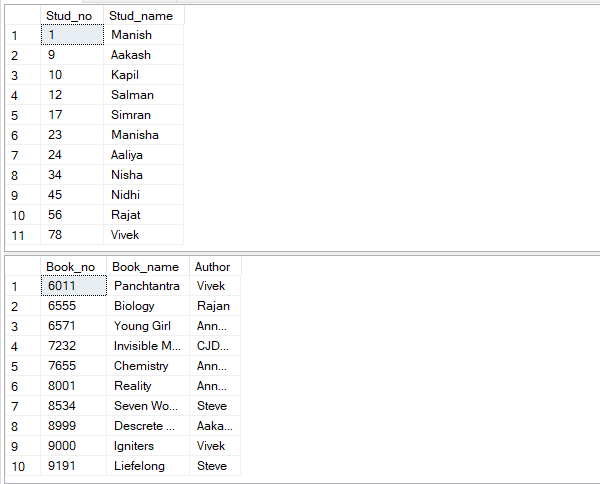 Stud_no Stud_name
1 1 Manish
2 9 Aakash
3 10 Kapil
4 12 Salman
5 17 Simran
6 23 Manisha
7 24 Aaliya
8 34 Nisha
9 45 Nidhi
10 56 Rajat
11 78 Vivek
Book_no Book_name Author
1 6011 Panchtantra Vivek
2 6555 Biology Rajan
3 6571 Young Girl Ann...
4 7232 Invisible M... CJD...
5 7655 Chemistry Ann...
6 8001 Reality Ann...
7 8534 Seven Wo... Steve
8 8999 Descrete ... Aaka...
9 9000 Igniters Vivek
10 9191 Liefelong Steve